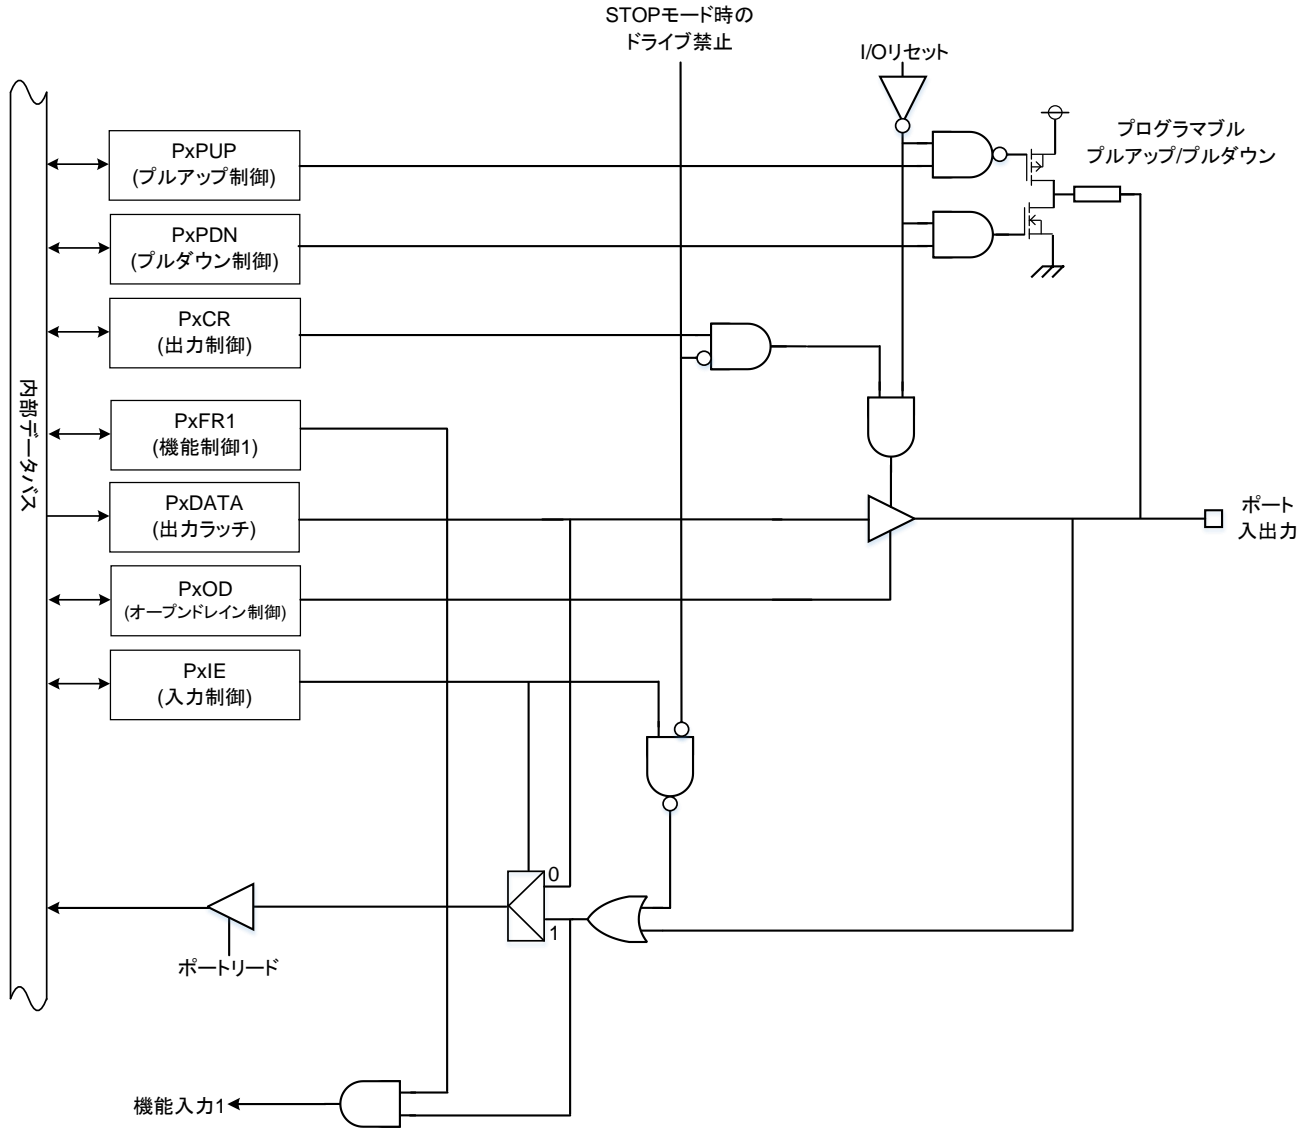 STOPモード時の
ドライブ禁止
I/Oリセット
プログラマブル
プルアップ/プルダウン
PxPUP
(プルアップ制御)
PxPDN
(プルダウン制御)
PxCR
(出力制御)
内部データバス
PxFR1
(機能制御1)
PxDATA
(出力ラッチ)
ポート
入出力
PxOD
(オープンドレイン制御)
PxIE
(入力制御)
0
1
ポートリード
機能入力1